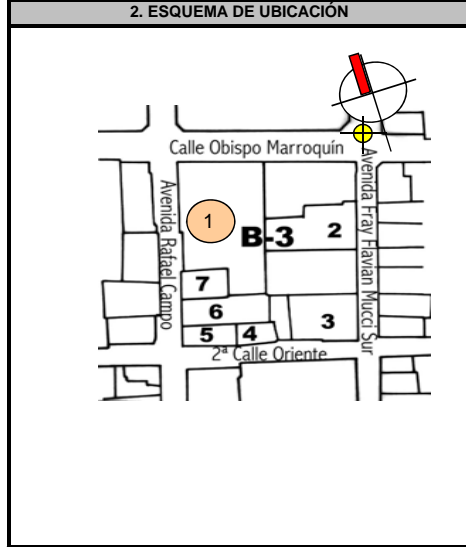 2. ESQUEMA DE UBICACIÓN
Calle Obispo Marroquín
Avenida Rafael Campo
Avenida Fray Flavian Mucci Sur
1
B-3
2
7
6
5
4
3
2ª Calle Oriente